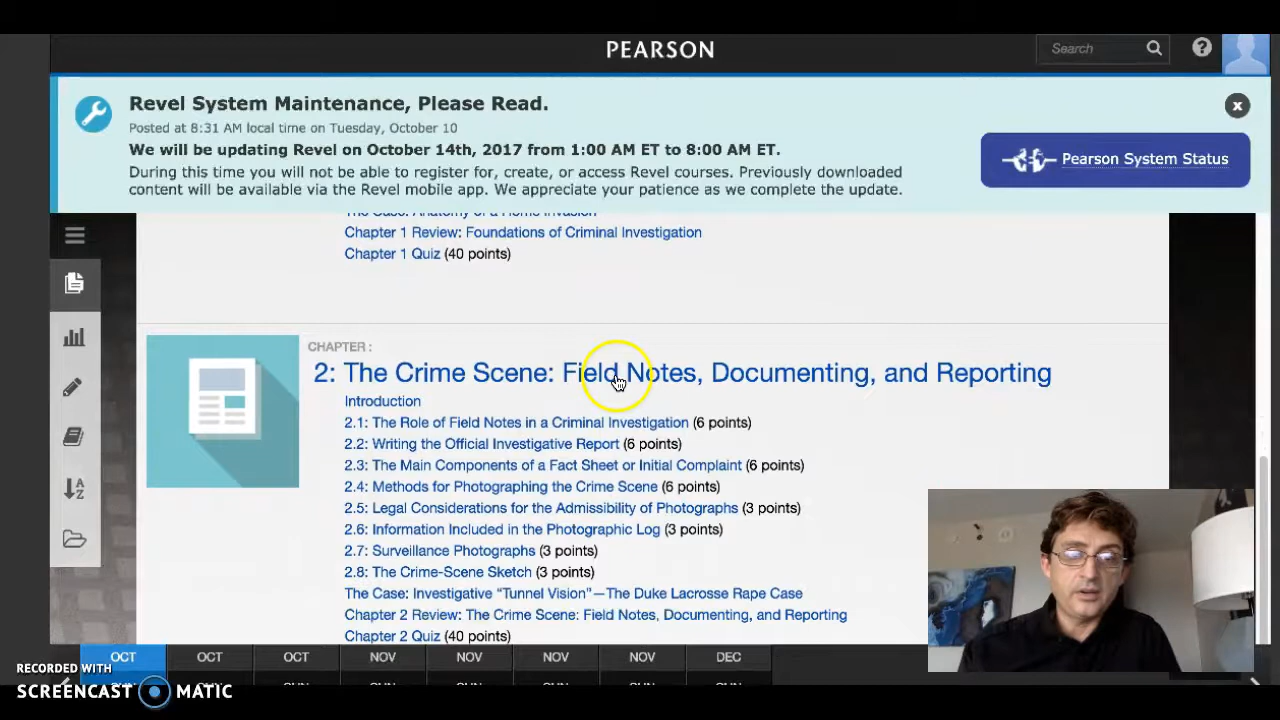 PEARSON
Search
Revel System Maintenance, Please Read.
Posted at 8:31 AM local time on Tuesday, October 10
We will be updating Revel on October 14th, 2017 from 1:00 AM ET to 8:00 AM ET.
During this time you will not be able to register for, create, or access Revel courses. Previously downloaded
content will be available via the Revel mobile app. We appreciate your patience as we complete the update.
Pearson System Status
The Case: Anatomy of a Home Invasion
Chapter 1 Review: Foundations of Criminal Investigation
Chapter 1 Quiz (40 points)
CHAPTER :
2: The Crime Scene: Field Notes, Documenting, and Reporting
Introduction
2.1: The Role of Field Notes in a Criminal Investigation (6 points)
2.2: Writing the Official Investigative Report (6 points)
2.3: The Main Components of a Fact Sheet or Initial Complaint (6 points)
2.4: Methods for Photographing the Crime Scene (6 points)
2.5: Legal Considerations for the Admissibility of Photographs (3 points)
2.6: Information Included in the Photographic Log (3 points)
2.7: Surveillance Photographs (3 points)
2.8: The Crime-Scene Sketch (3 points)
The Case: Investigative “Tunnel Vision”—The Duke Lacrosse Rape Case
Chapter 2 Review: The Crime Scene: Field Notes, Documenting, and Reporting
Chapter 2 Quiz (40 points)
OCT OCT OCT NOV NOV NOV NOV DEC
RECORDED WITH
SCREENCAST MATIC